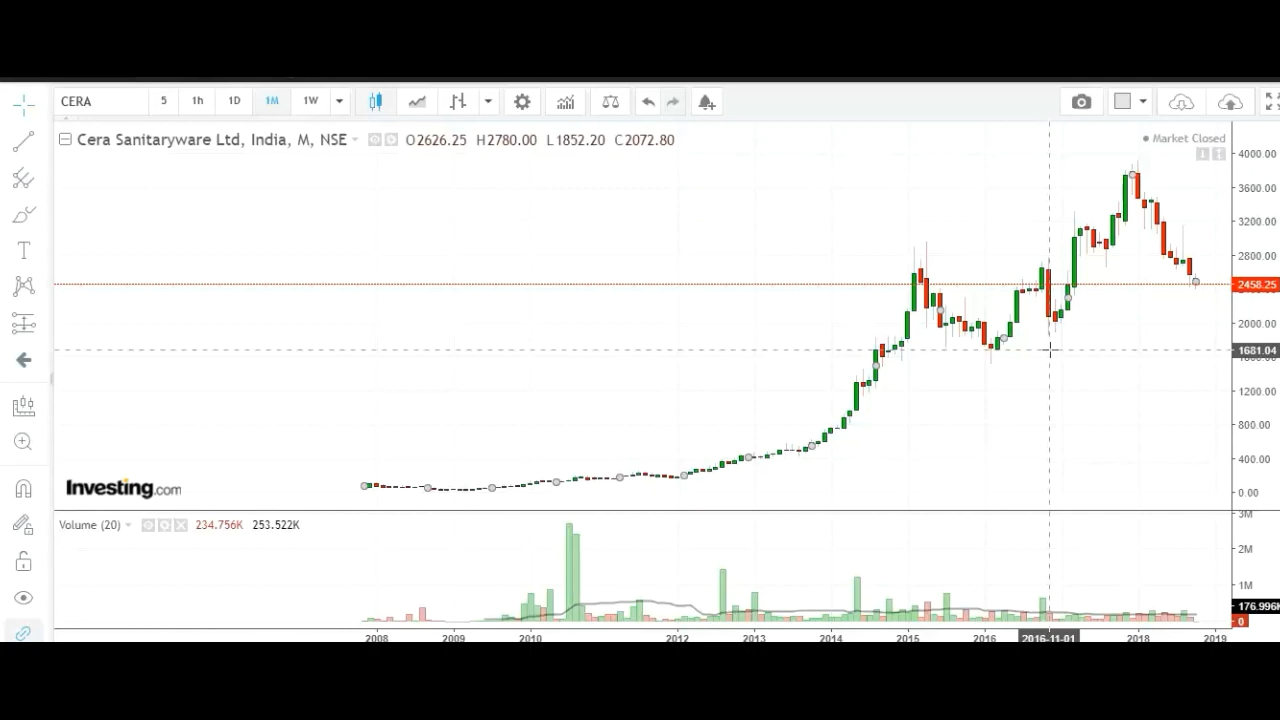 CERA 5 1h 1D 1M 1W
Cera Sanitaryware Ltd, India, M, NSE O2626.25 H2780.00 L1852.20 C2072.80
Market Closed
4000.00
3600.00
3200.00
2800.00
2458.25
2000.00
1681.04
1200.00
800.00
400.00
0.00
Investing.com
Volume (20) 234.756K 253.522K
3M
2M
1M
176.996K
0
2008 2009 2010 2012 2013 2014 2015 2016 2016-11-01 2018 2019
T